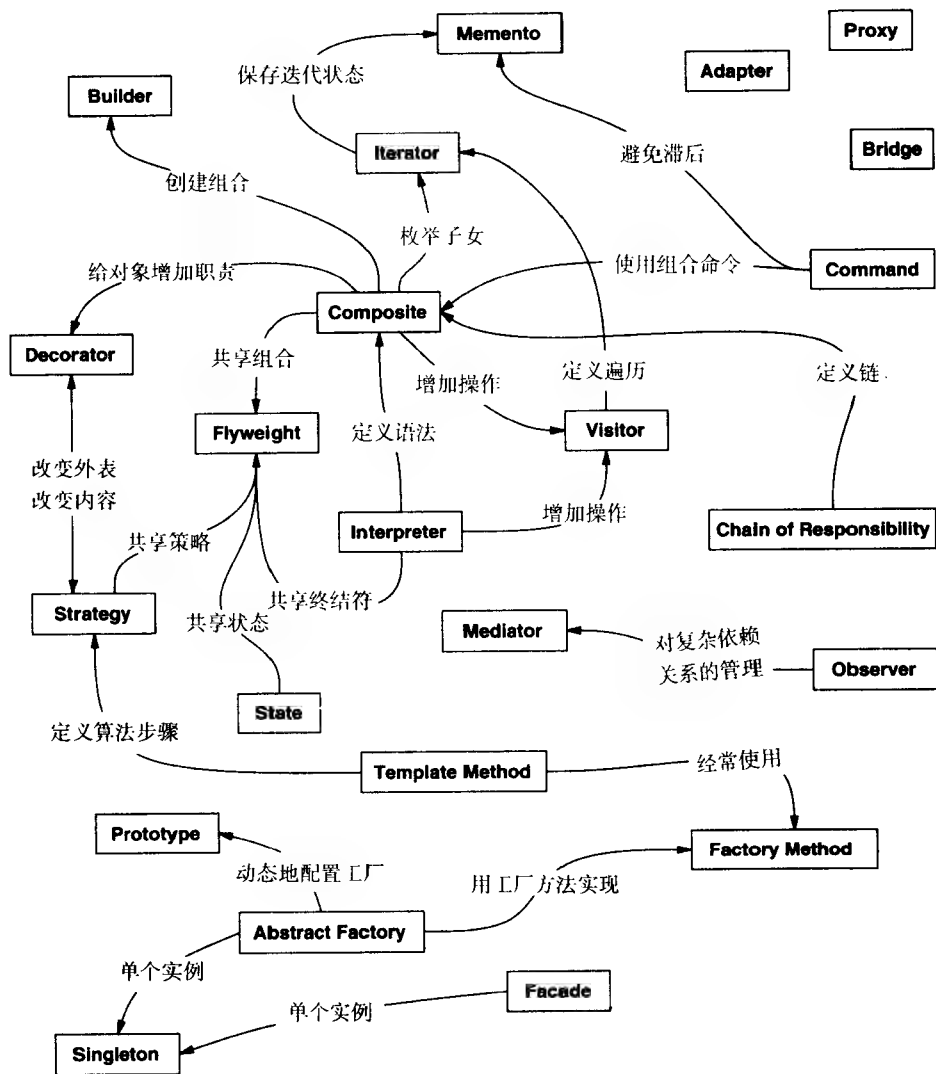 Memento
Proxy
Adapter
保存迭代状态
Builder
Iterator
避免滞后
Bridge
创建组合
枚举子女
给对象增加职责
使用组合命令
Command
Composite
Decorator
共享组合
增加操作
定义遍历
定义链
Flyweight
定义语法
Visitor
改变外表
改变内容
共享策略
Interpreter
增加操作
Chain of Responsibility
Strategy
共享状态
共享终结符
Mediator
对复杂依赖
关系的管理
Observer
State
定义算法步骤
Template Method
经常使用
Prototype
Factory Method
动态地配置工厂
用工厂方法实现
Abstract Factory
单个实例
Facade
单个实例
Singleton